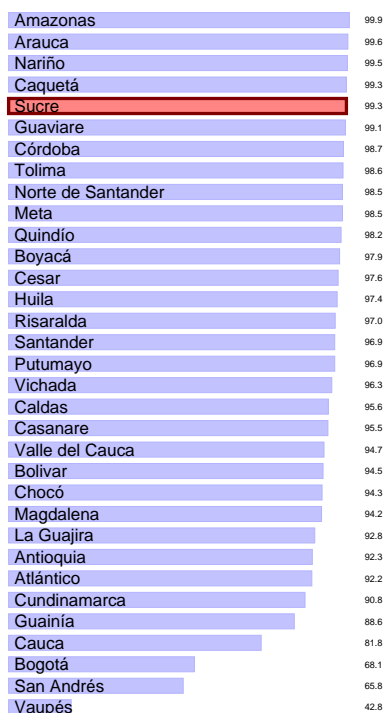 Amazonas 99.9
Arauca 99.6
Nariño 99.5
Caquetá 99.3
Sucre 99.3
Guaviare 99.1
Córdoba 98.7
Tolima 98.6
Norte de Santander 98.5
Meta 98.5
Quindío 98.2
Boyacá 97.9
Cesar 97.6
Huila 97.4
Risaralda 97.0
Santander 96.9
Putumayo 96.9
Vichada 96.3
Caldas 95.6
Casanare 95.5
Valle del Cauca 94.7
Bolivar 94.5
Chocó 94.3
Magdalena 94.2
La Guajira 92.8
Antioquia 92.3
Atlántico 92.2
Cundinamarca 90.8
Guainía 88.6
Cauca 81.8
Bogotá 68.1
San Andrés 65.8
Vaupés 42.8